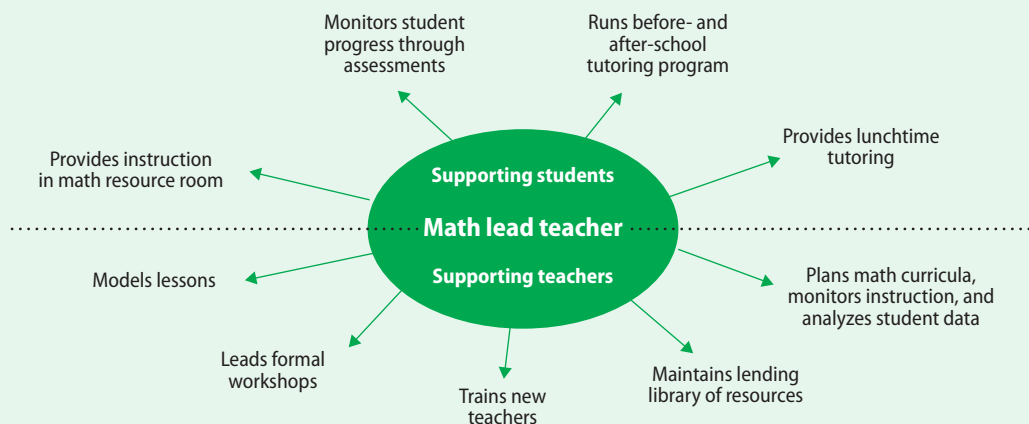 Monitors student
progress through
assessments
Runs before- and
after-school
tutoring program
Provides instruction
in math resource room
Provides lunchtime
tutoring
Supporting students
Math lead teacher
Supporting teachers
Models lessons
Plans math curricula,
monitors instruction, and
analyzes student data
Leads formal
workshops
Trains new
teachers
Maintains lending
library of resources